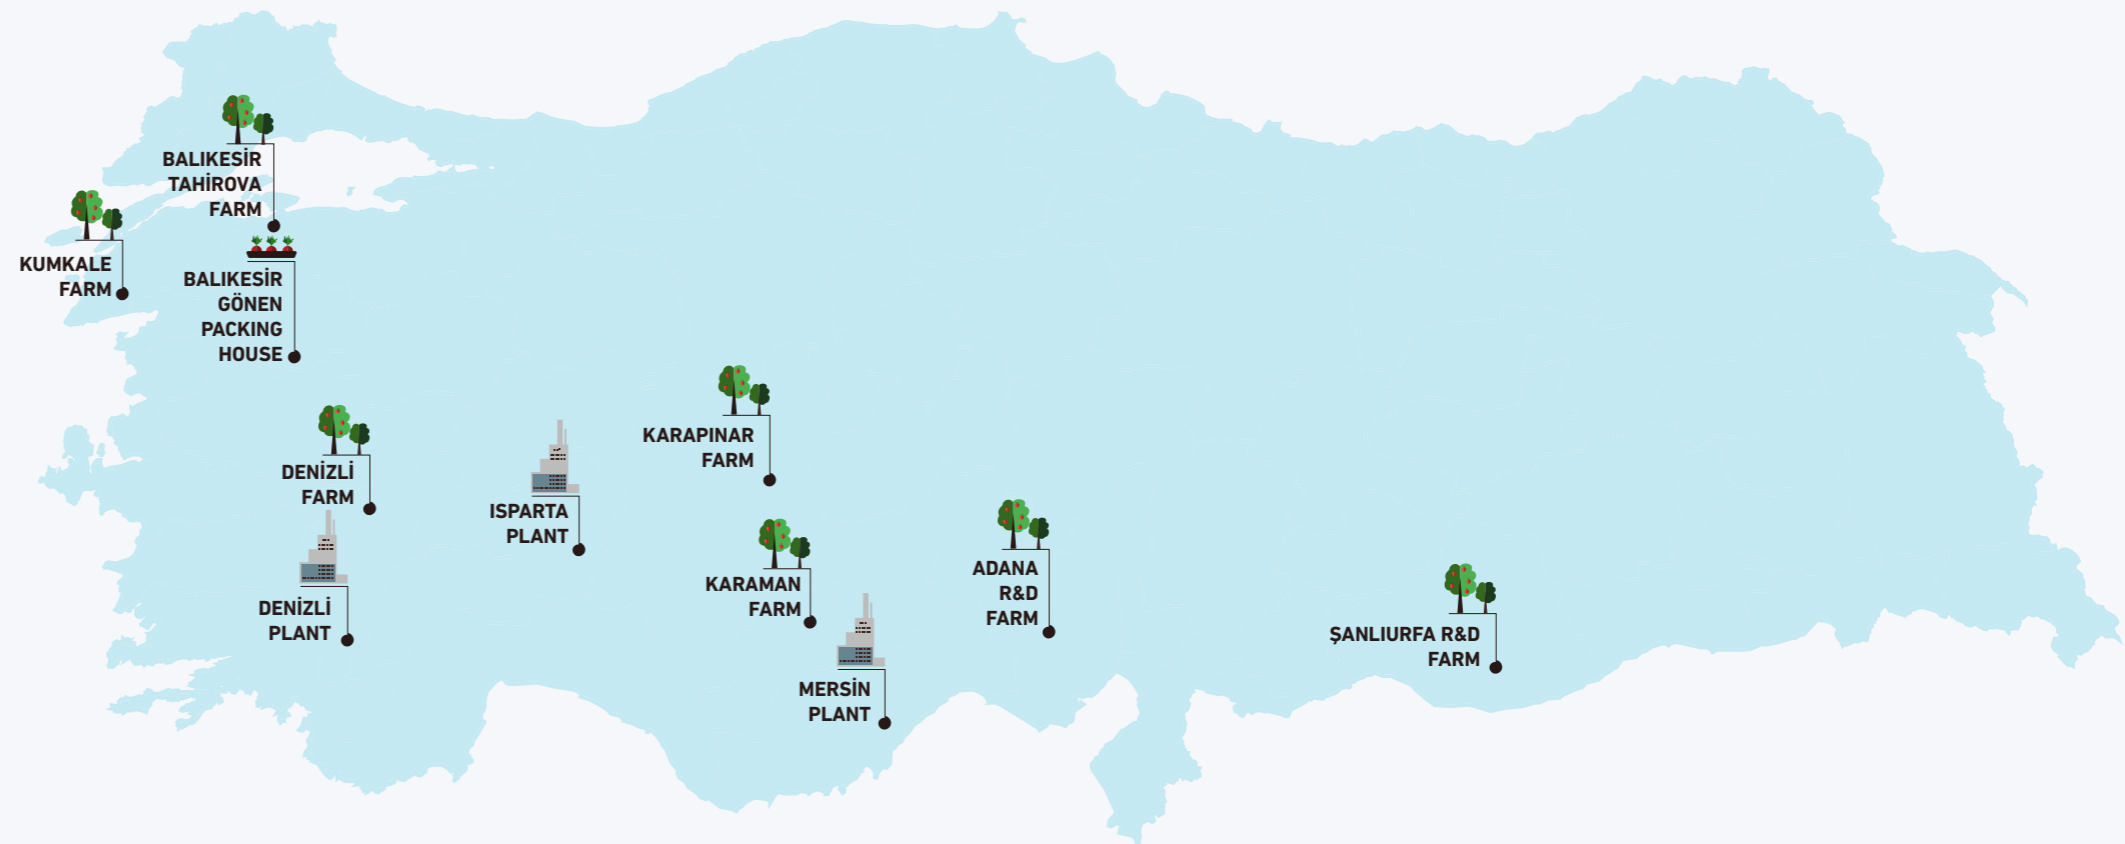 BALIKESİR
TAHİROVA
FARM
KUMKALE
FARM
BALIKESİR
GÖNEN
PACKING
HOUSE
DENİZLİ
FARM
DENİZLİ
PLANT
ISPARTA
PLANT
KARAPINAR
FARM
KARAMAN
FARM
MERSİN
PLANT
ADANA
R&D
FARM
ŞANLIURFA R&D
FARM